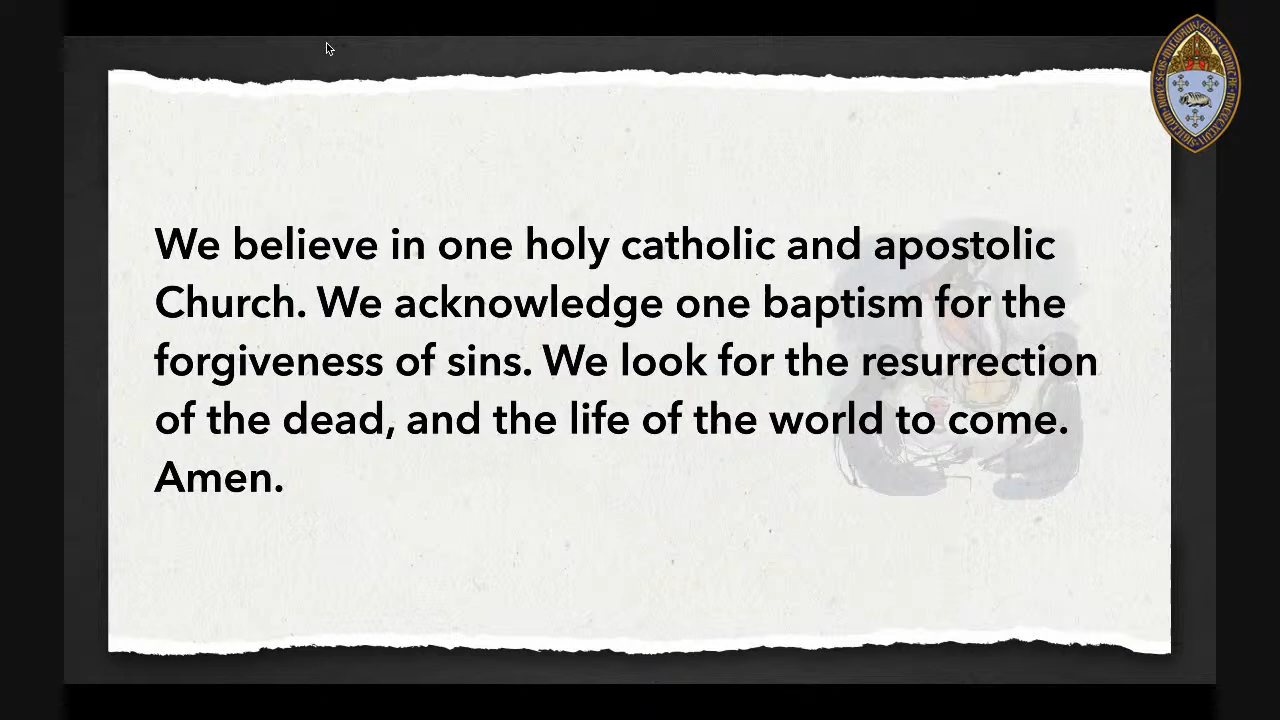 We believe in one holy catholic and apostolic
Church. We acknowledge one baptism for the
forgiveness of sins. We look for the resurrection
of the dead, and the life of the world to come.
Amen.